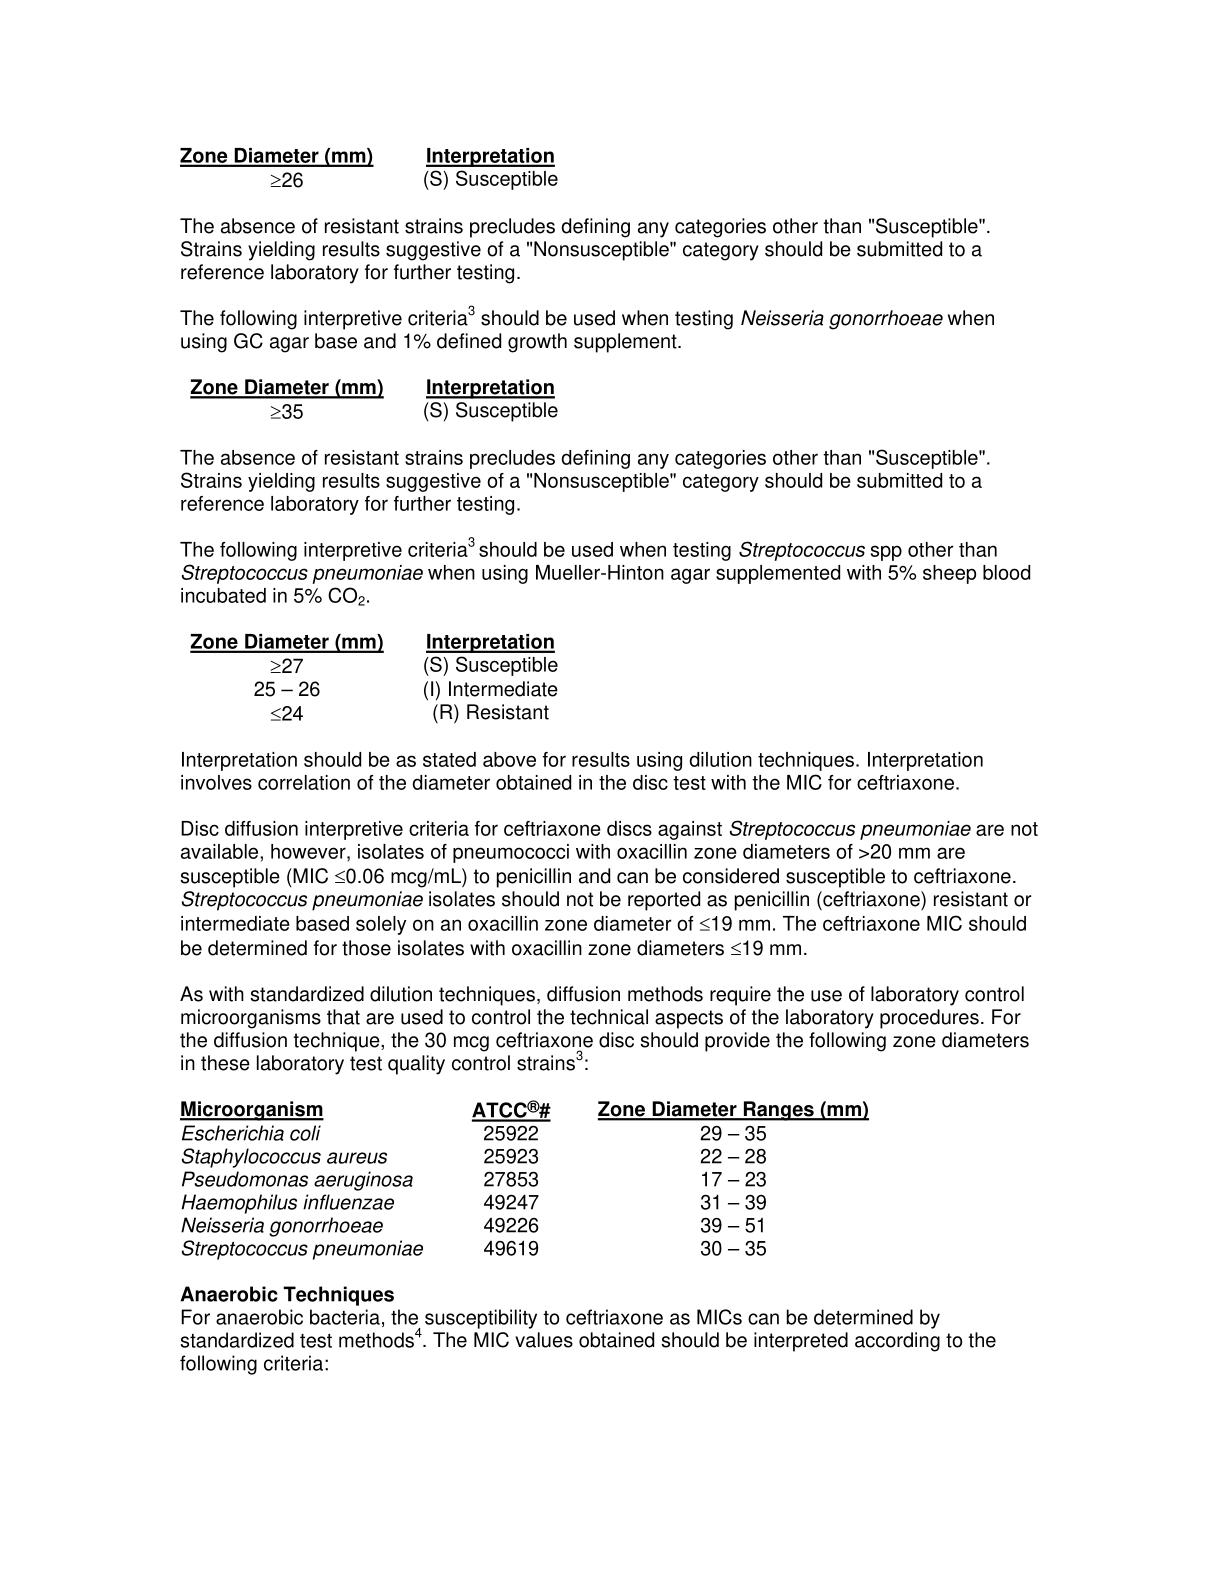 Zone Diameter (mm) Interpretation
≥26 (S) Susceptible
The absence of resistant strains precludes defining any categories other than "Susceptible".
Strains yielding results suggestive of a "Nonsusceptible" category should be submitted to a
reference laboratory for further testing.
The following interpretive criteria³ should be used when testing Neisseria gonorrhoeae when
using GC agar base and 1% defined growth supplement.
Zone Diameter (mm) Interpretation
≥35 (S) Susceptible
The absence of resistant strains precludes defining any categories other than "Susceptible".
Strains yielding results suggestive of a "Nonsusceptible" category should be submitted to a
reference laboratory for further testing.
The following interpretive criteria³ should be used when testing Streptococcus spp other than
Streptococcus pneumoniae when using Mueller-Hinton agar supplemented with 5% sheep blood
incubated in 5% CO₂.
Zone Diameter (mm) Interpretation
≥27 (S) Susceptible
25 – 26 (I) Intermediate
≤24 (R) Resistant
Interpretation should be as stated above for results using dilution techniques. Interpretation
involves correlation of the diameter obtained in the disc test with the MIC for ceftriaxone.
Disc diffusion interpretive criteria for ceftriaxone discs against Streptococcus pneumoniae are not
available, however, isolates of pneumococci with oxacillin zone diameters of >20 mm are
susceptible (MIC ≤0.06 mcg/mL) to penicillin and can be considered susceptible to ceftriaxone.
Streptococcus pneumoniae isolates should not be reported as penicillin (ceftriaxone) resistant or
intermediate based solely on an oxacillin zone diameter of ≤19 mm. The ceftriaxone MIC should
be determined for those isolates with oxacillin zone diameters ≤19 mm.
As with standardized dilution techniques, diffusion methods require the use of laboratory control
microorganisms that are used to control the technical aspects of the laboratory procedures. For
the diffusion technique, the 30 mcg ceftriaxone disc should provide the following zone diameters
in these laboratory test quality control strains³:
Microorganism ATCC®# Zone Diameter Ranges (mm)
Escherichia coli 25922 29 – 35
Staphylococcus aureus 25923 22 – 28
Pseudomonas aeruginosa 27853 17 – 23
Haemophilus influenzae 49247 31 – 39
Neisseria gonorrhoeae 49226 39 – 51
Streptococcus pneumoniae 49619 30 – 35
Anaerobic Techniques
For anaerobic bacteria, the susceptibility to ceftriaxone as MICs can be determined by
standardized test methods⁴. The MIC values obtained should be interpreted according to the
following criteria: